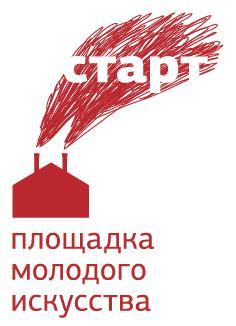 старт
площадка
молодого
искусства